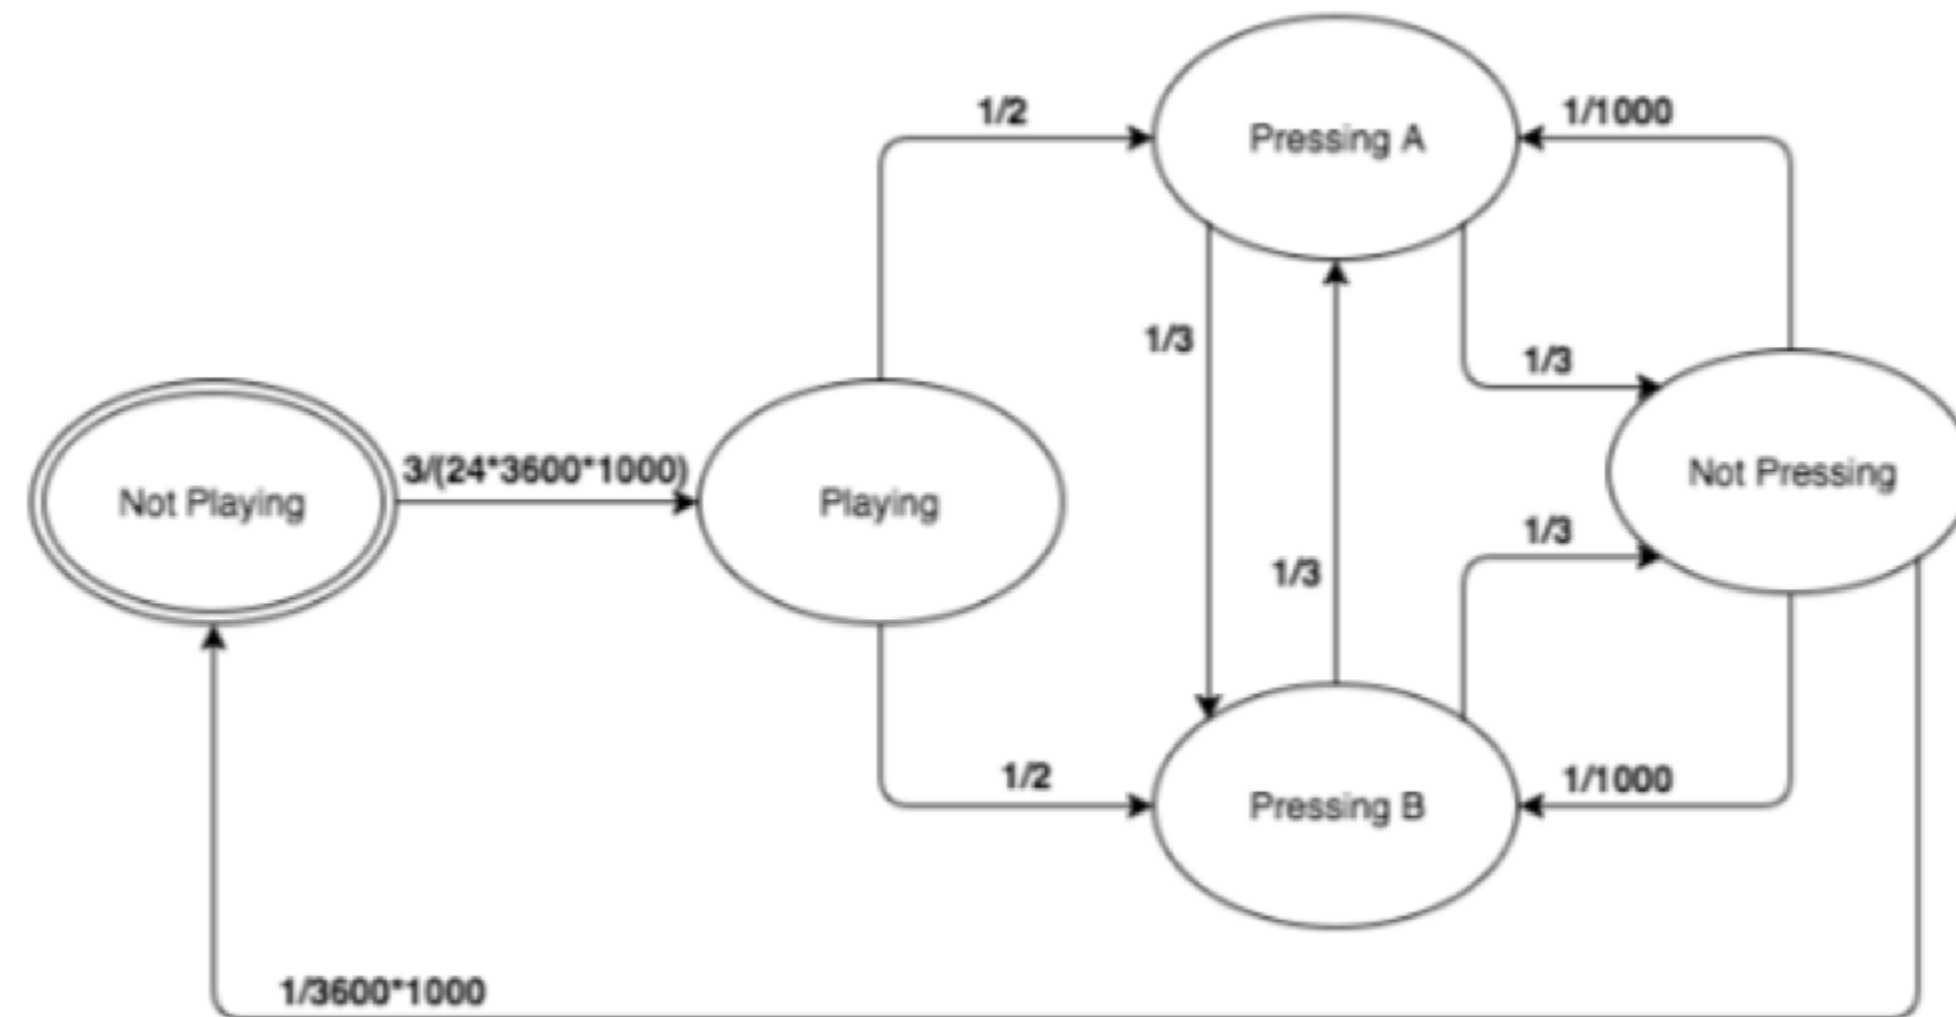 1/2
Pressing A
1/1000
1/3
1/3
Not Playing
3/(24*3600*1000)
Playing
Not Pressing
1/3
1/3
1/2
Pressing B
1/1000
1/3600*1000